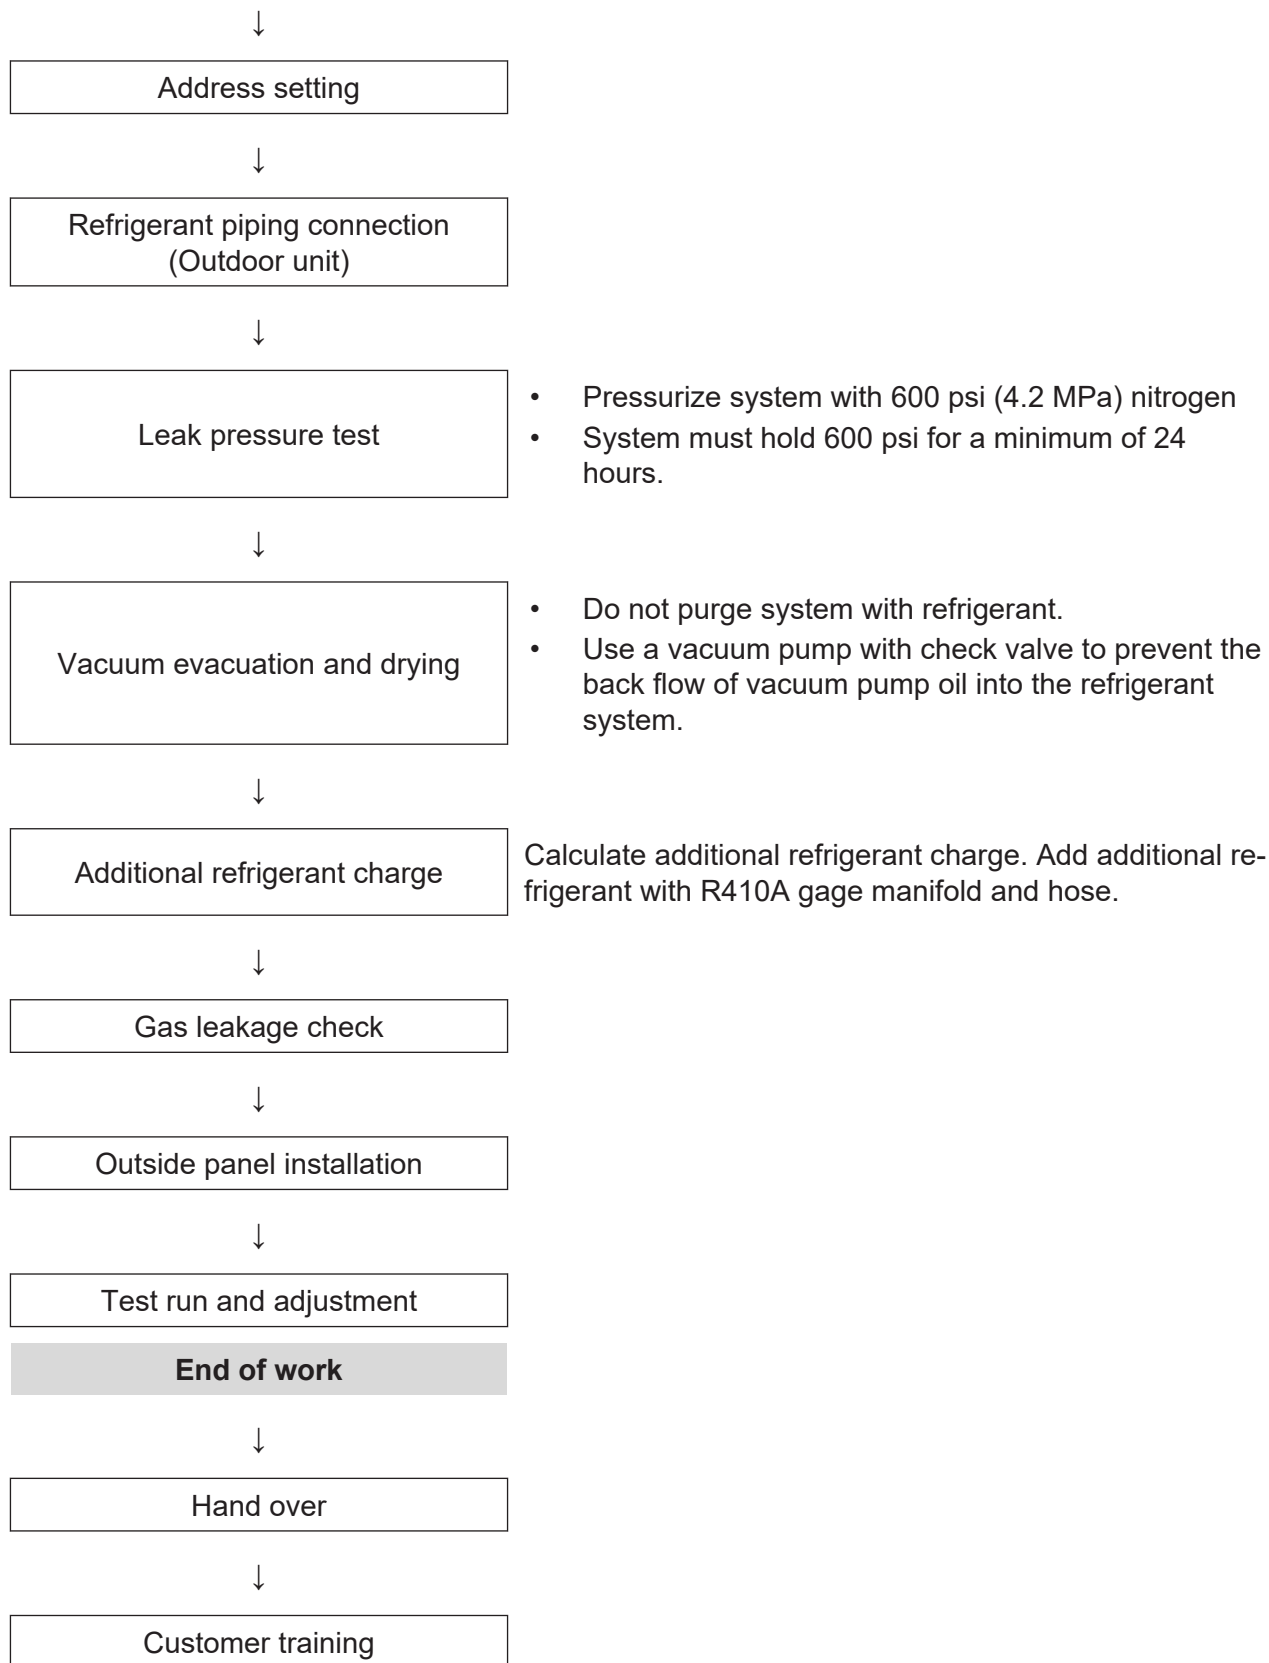 ↓
Address setting
↓
Refrigerant piping connection
(Outdoor unit)
↓
Leak pressure test
• Pressurize system with 600 psi (4.2 MPa) nitrogen
• System must hold 600 psi for a minimum of 24
hours.
↓
Vacuum evacuation and drying
• Do not purge system with refrigerant.
• Use a vacuum pump with check valve to prevent the
back flow of vacuum pump oil into the refrigerant
system.
↓
Additional refrigerant charge
Calculate additional refrigerant charge. Add additional re-
frigerant with R410A gage manifold and hose.
↓
Gas leakage check
↓
Outside panel installation
↓
Test run and adjustment
End of work
↓
Hand over
↓
Customer training